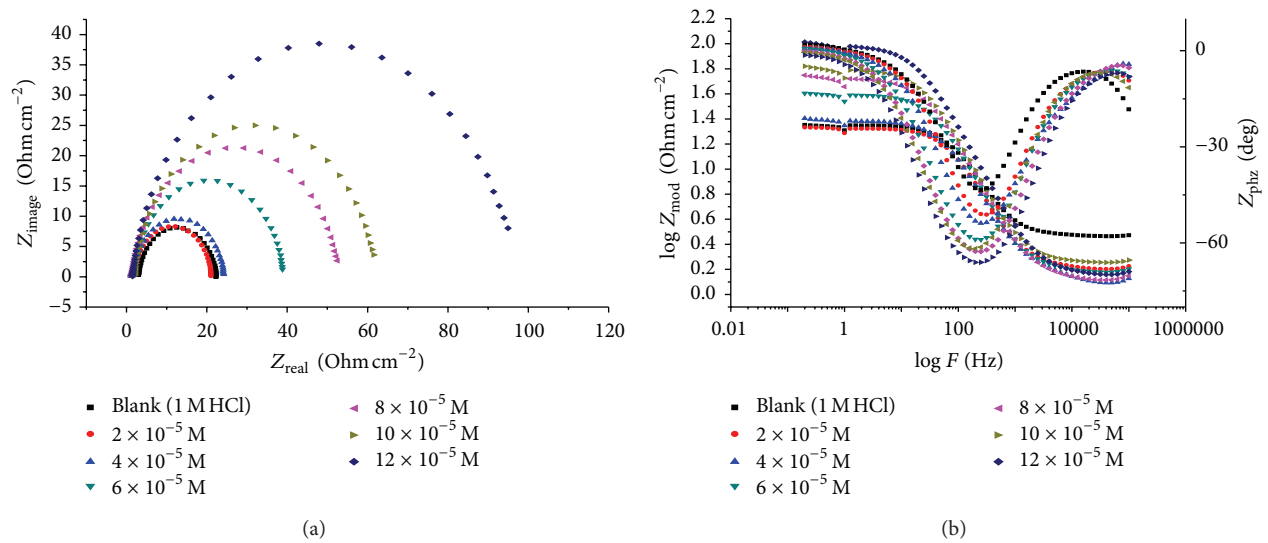 40
35
30
25
20
15
10
5
0
−5
Z_image (Ohm cm^−2)
0 20 40 60 80 100 120
Z_real (Ohm cm^−2)
Blank (1 M HCl)
2 × 10^−5 M
4 × 10^−5 M
6 × 10^−5 M
8 × 10^−5 M
10 × 10^−5 M
12 × 10^−5 M
(a)
2.2
2.0
1.8
1.6
1.4
1.2
1.0
0.8
0.6
0.4
0.2
0.0
log Z_mod (Ohm cm^−2)
0
−30
−60
Z_phz (deg)
0.01 1 100 10000 1000000
log F (Hz)
Blank (1 M HCl)
2 × 10^−5 M
4 × 10^−5 M
6 × 10^−5 M
8 × 10^−5 M
10 × 10^−5 M
12 × 10^−5 M
(b)